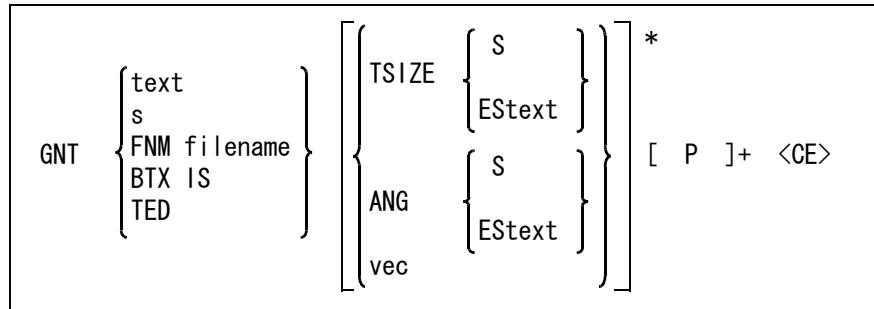 GNT
text
s
FNM filename
BTX IS
TED
TSIZE
S
EStext
ANG
S
EStext
vec
*
[ P ]+ <CE>